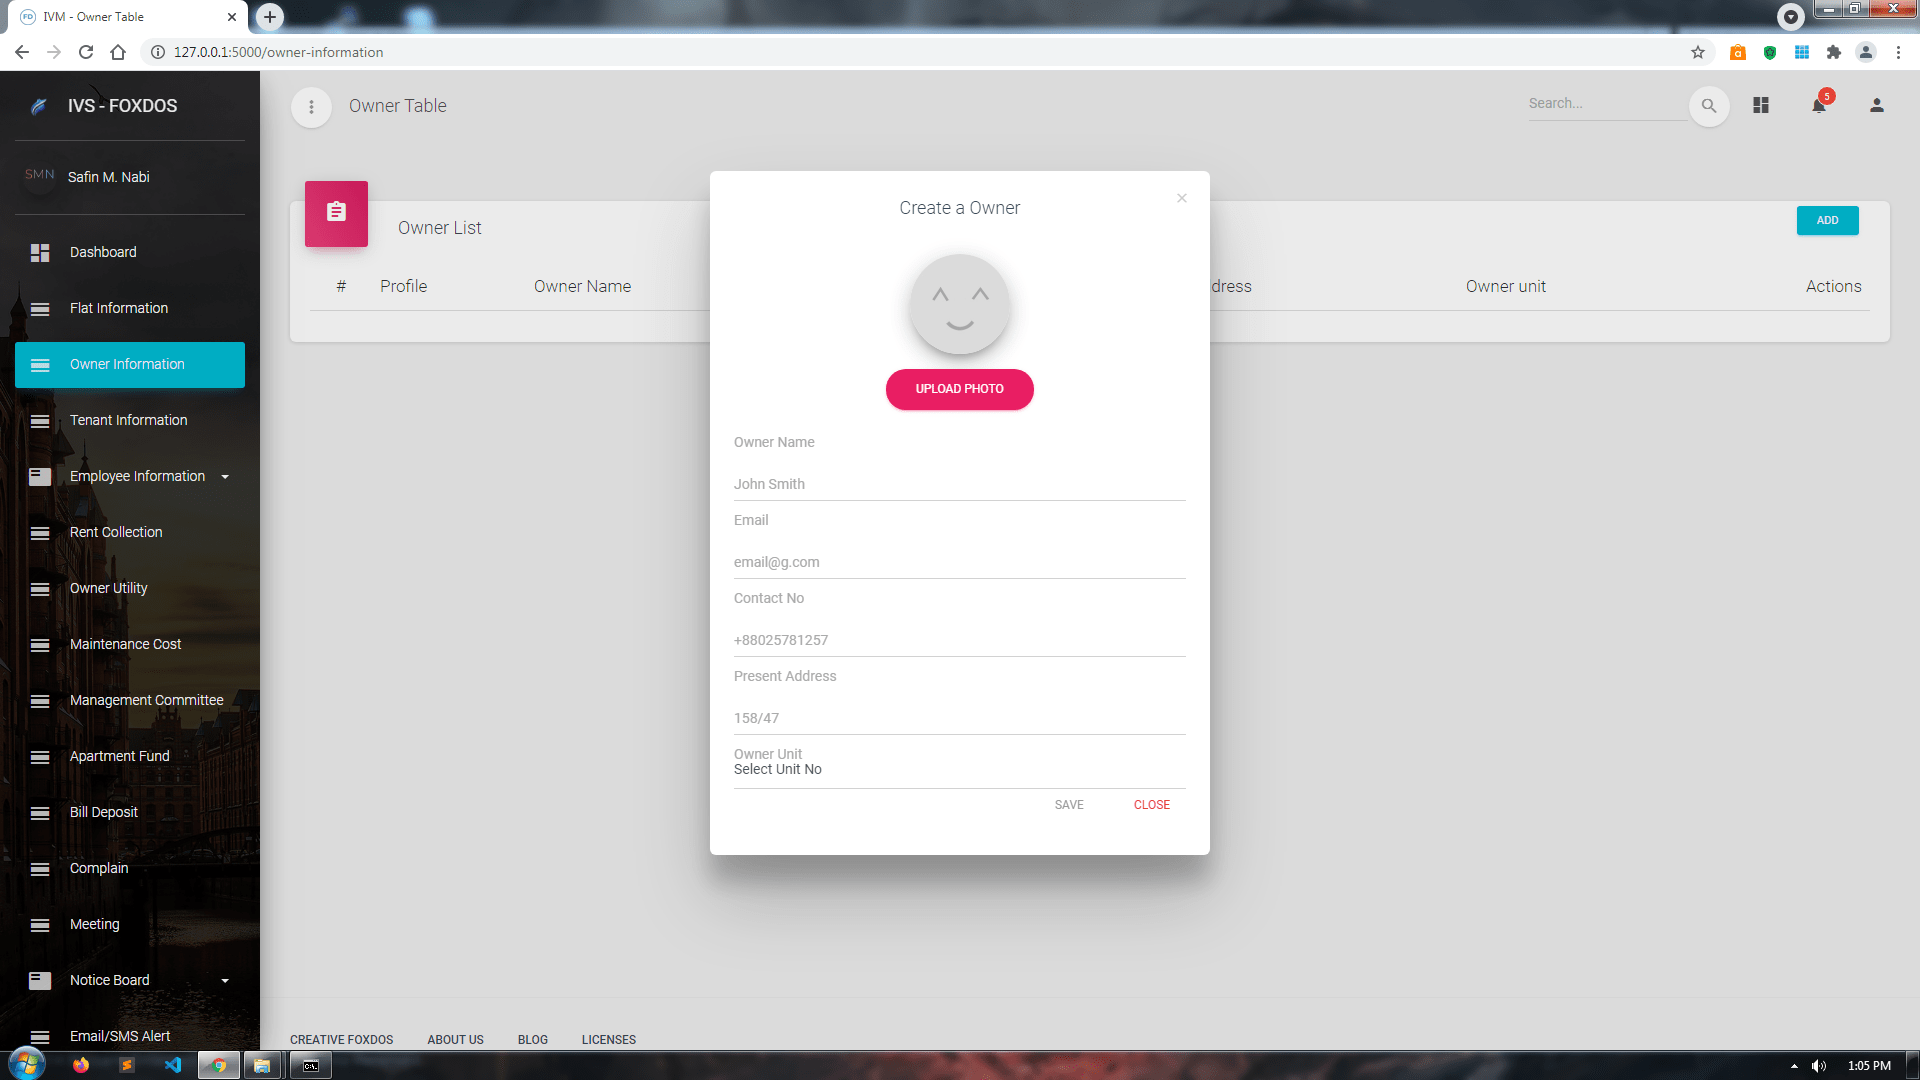 IVM - Owner Table
127.0.0.1:5000/owner-information
IVS - FOXDOS
SMN
Safin M. Nabi
Dashboard
Flat Information
Owner Information
Tenant Information
Employee Information
Rent Collection
Owner Utility
Maintenance Cost
Management Committee
Apartment Fund
Bill Deposit
Complain
Meeting
Notice Board
Email/SMS Alert
Owner Table
Search...
5
Owner List
ADD
# Profile Owner Name dress Owner unit Actions
Create a Owner
UPLOAD PHOTO
Owner Name
John Smith
Email
email@g.com
Contact No
+88025781257
Present Address
158/47
Owner Unit
Select Unit No
SAVE CLOSE
CREATIVE FOXDOS ABOUT US BLOG LICENSES
1:05 PM